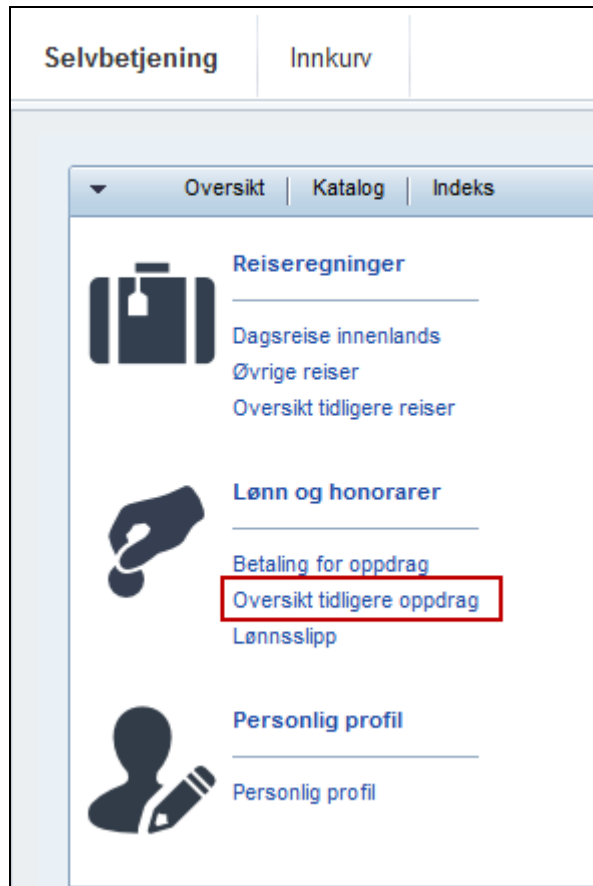 Selvbetjening Innkurv
Oversikt Katalog Indeks
Reiseregninger
Dagsreise innenlands
Øvrige reiser
Oversikt tidligere reiser
Lønn og honorarer
Betaling for oppdrag
Oversikt tidligere oppdrag
Lønnsslipp
Personlig profil
Personlig profil